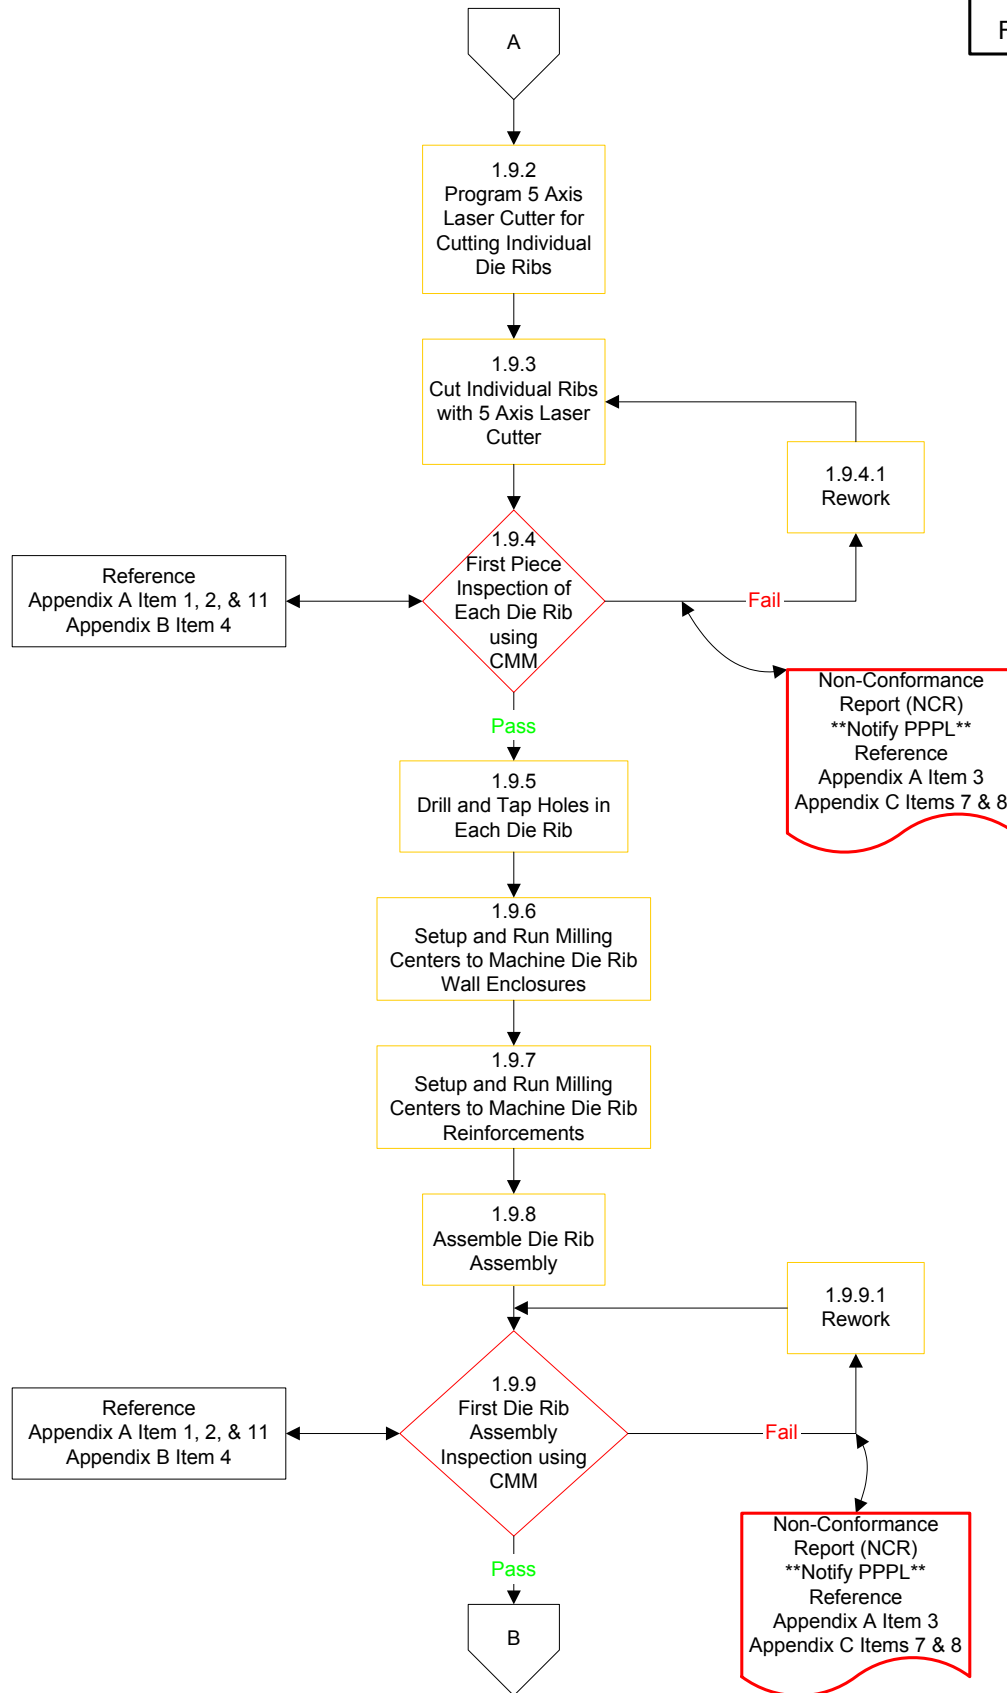 A
1.9.2
Program 5 Axis
Laser Cutter for
Cutting Individual
Die Ribs
1.9.3
Cut Individual Ribs
with 5 Axis Laser
Cutter
1.9.4.1
Rework
1.9.4
First Piece
Inspection of
Each Die Rib
using
CMM
Reference
Appendix A Item 1, 2, & 11
Appendix B Item 4
Fail
Non-Conformance
Report (NCR)
**Notify PPPL**
Reference
Appendix A Item 3
Appendix C Items 7 & 8
Pass
1.9.5
Drill and Tap Holes in
Each Die Rib
1.9.6
Setup and Run Milling
Centers to Machine Die Rib
Wall Enclosures
1.9.7
Setup and Run Milling
Centers to Machine Die Rib
Reinforcements
1.9.8
Assemble Die Rib
Assembly
1.9.9.1
Rework
1.9.9
First Die Rib
Assembly
Inspection using
CMM
Reference
Appendix A Item 1, 2, & 11
Appendix B Item 4
Fail
Non-Conformance
Report (NCR)
**Notify PPPL**
Reference
Appendix A Item 3
Appendix C Items 7 & 8
Pass
B